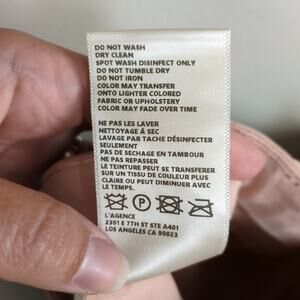 DO NOT WASH
DRY CLEAN
SPOT WASH DISINFECT ONLY
DO NOT TUMBLE DRY
DO NOT IRON
COLOR MAY TRANSFER
ONTO LIGHTER COLORED
FABRIC OR UPHOLSTERY
COLOR MAY FADE OVER TIME
NE PAS LES LAVER
NETTOYAGE À SEC
LAVAGE PAR TACHE DÉSINFECTER
SEULEMENT
PAS DE SECHAGE EN TAMBOUR
NE PAS REPASSER
LE TEINTURE PEUT SE TRANSFERER
SUR UN TISSU DE COULEUR PLUS
CLAIRE OU PEUT DIMINUER AVEC
LE TEMPS.
P
L'AGENCE
2301 E 7TH ST STE A401
LOS ANGELES CA 90023